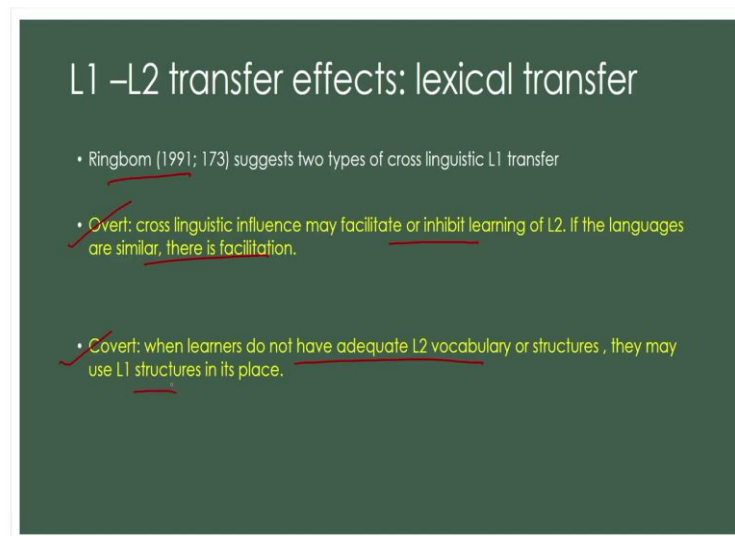 L1 –L2 transfer effects: lexical transfer
• Ringbom (1991; 173) suggests two types of cross linguistic L1 transfer
• Overt: cross linguistic influence may facilitate or inhibit learning of L2. If the languages
are similar, there is facilitation.
• Covert: when learners do not have adequate L2 vocabulary or structures , they may
use L1 structures in its place.